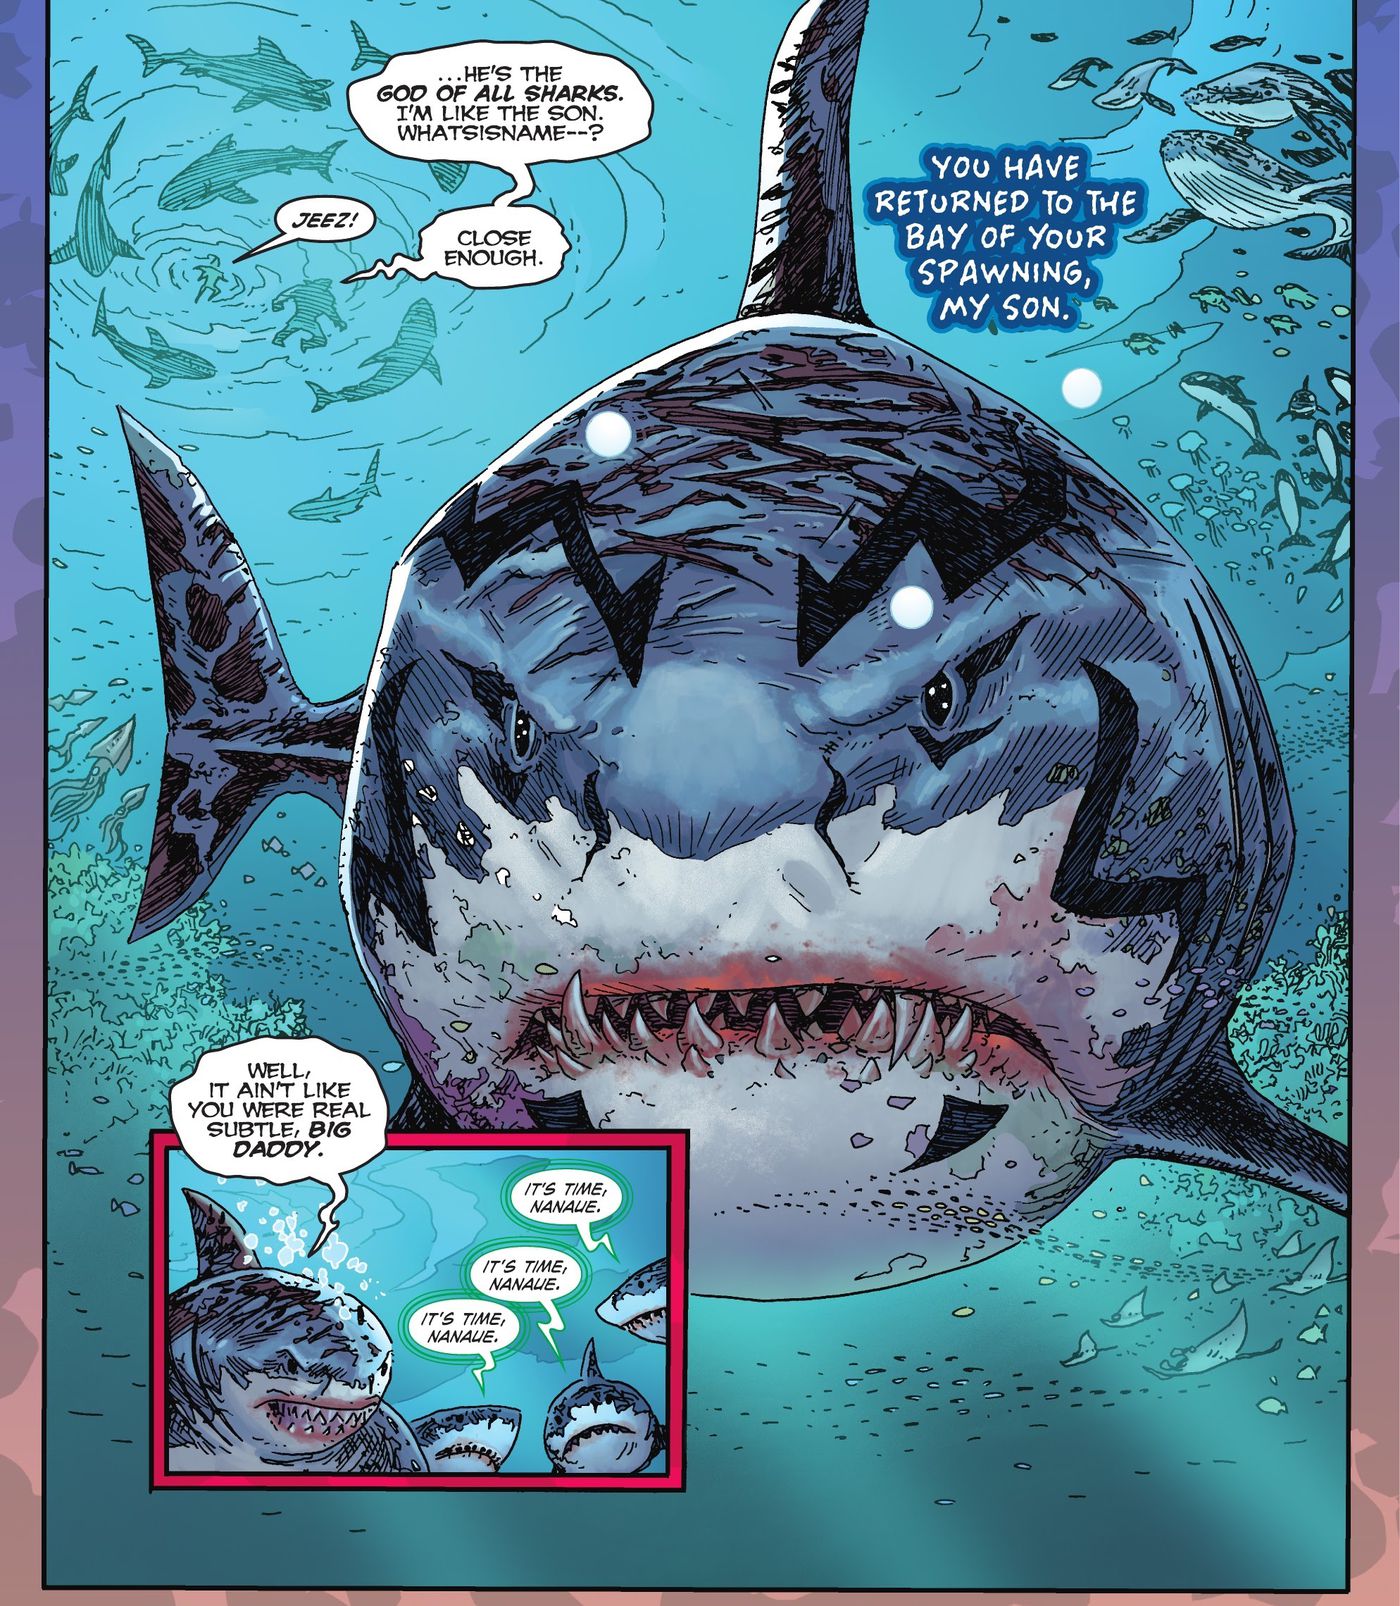 ...HE'S THE
GOD OF ALL SHARKS.
I'M LIKE THE SON.
WHATSISNAME--?
JEEZ!
CLOSE
ENOUGH.
YOU HAVE
RETURNED TO THE
BAY OF YOUR
SPAWNING,
MY SON.
WELL,
IT AIN'T LIKE
YOU WERE REAL
SUBTLE, BIG
DADDY.
IT'S TIME,
NANAUE.
IT'S TIME,
NANAUE.
IT'S TIME,
NANAUE.